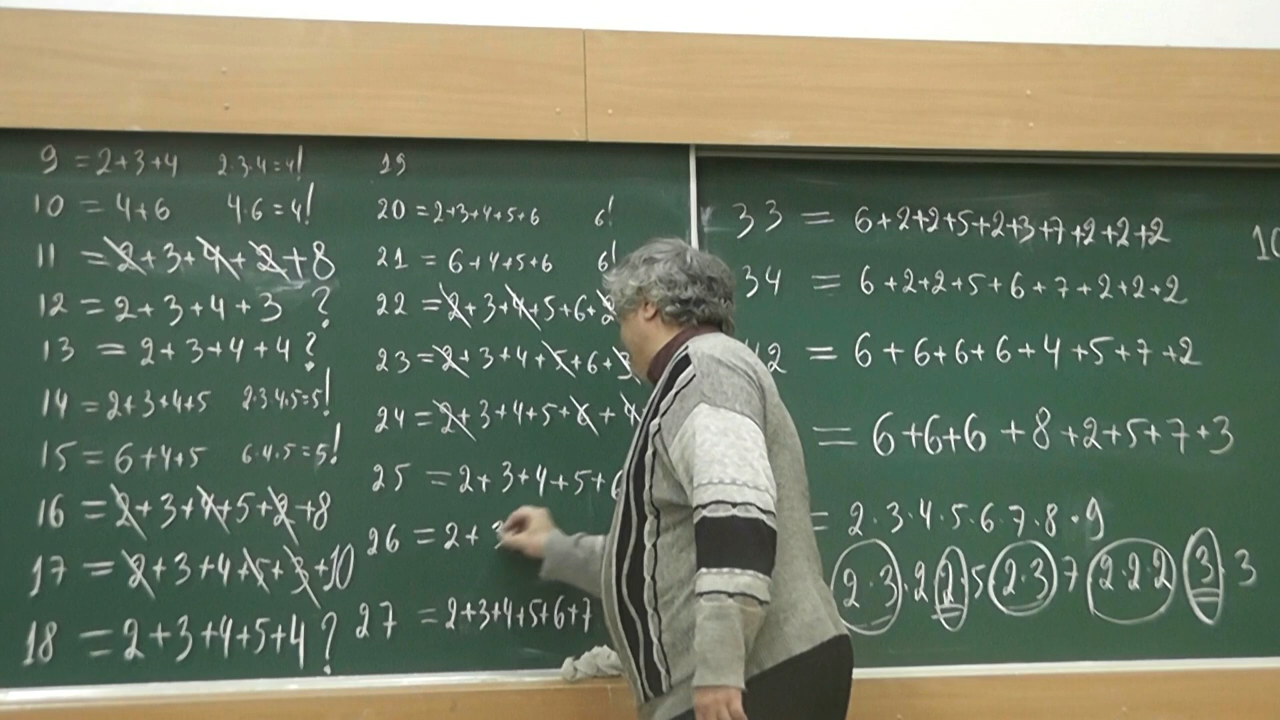 9 = 2+3+4 2·3·4=4!
10 = 4+6 4·6=4!
11 = 2+3+4+2+8
12 = 2+3+4+3 ?
13 = 2+3+4+4 ?
14 = 2+3+4+5 2·3·4·5=5!
15 = 6+4+5 6·4·5=5!
16 = 2+3+4+5+2+8
17 = 2+3+4+5+3+10
18 = 2+3+4+5+4 ?
19
20 = 2+3+4+5+6 6!
21 = 6+4+5+6 6!
22 = 2+3+4+5+6+2
23 = 2+3+4+5+6+3
24 = 2+3+4+5+6+4
25 = 2+3+4+5+6
26 = 2+
27 = 2+3+4+5+6+7
33 = 6+2+2+5+2+3+7+2+2+2
34 = 6+2+2+5+6+7+2+2+2
42 = 6+6+6+6+4+5+7+2
= 6+6+6+8+2+5+7+3
= 2·3·4·5·6·7·8·9
2·3·2·2·5·2·3·7·2·2·2·3·3